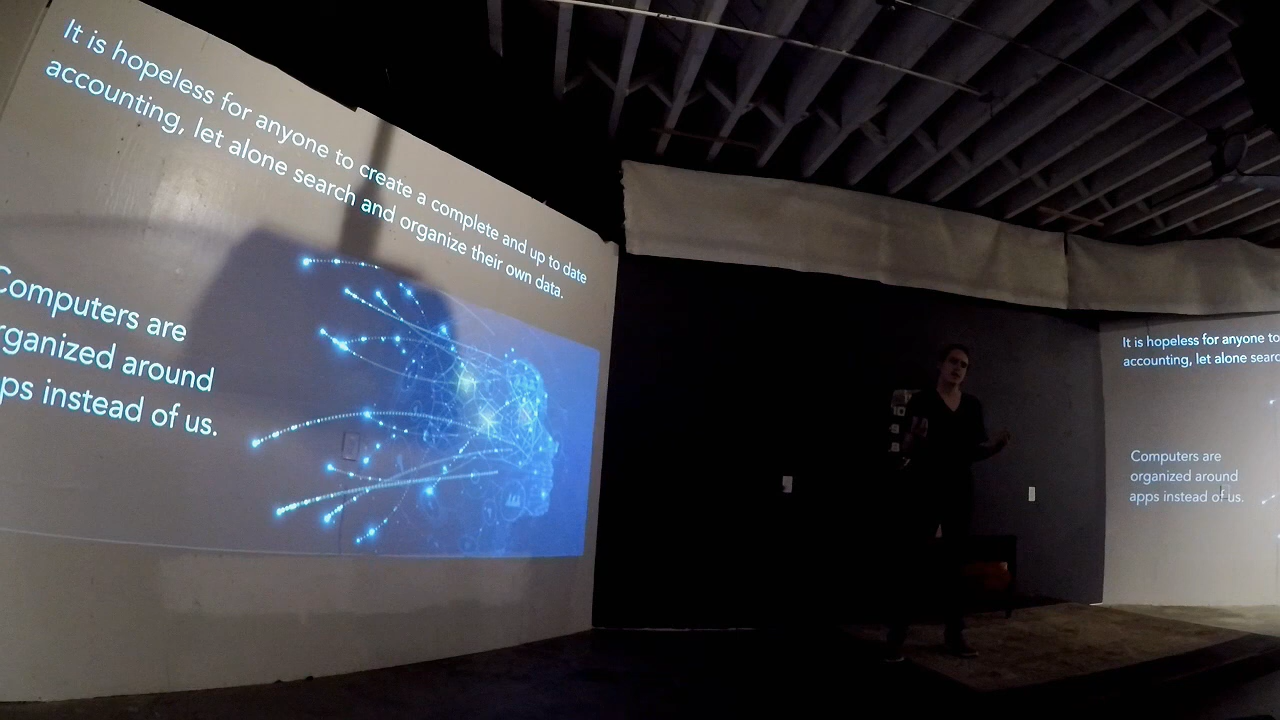 It is hopeless for anyone to create a complete and up to date
accounting, let alone search and organize their own data.
Computers are
rganized around
ps instead of us.
It is hopeless for anyone to
accounting, let alone searc
Computers are
organized around
apps instead of us.